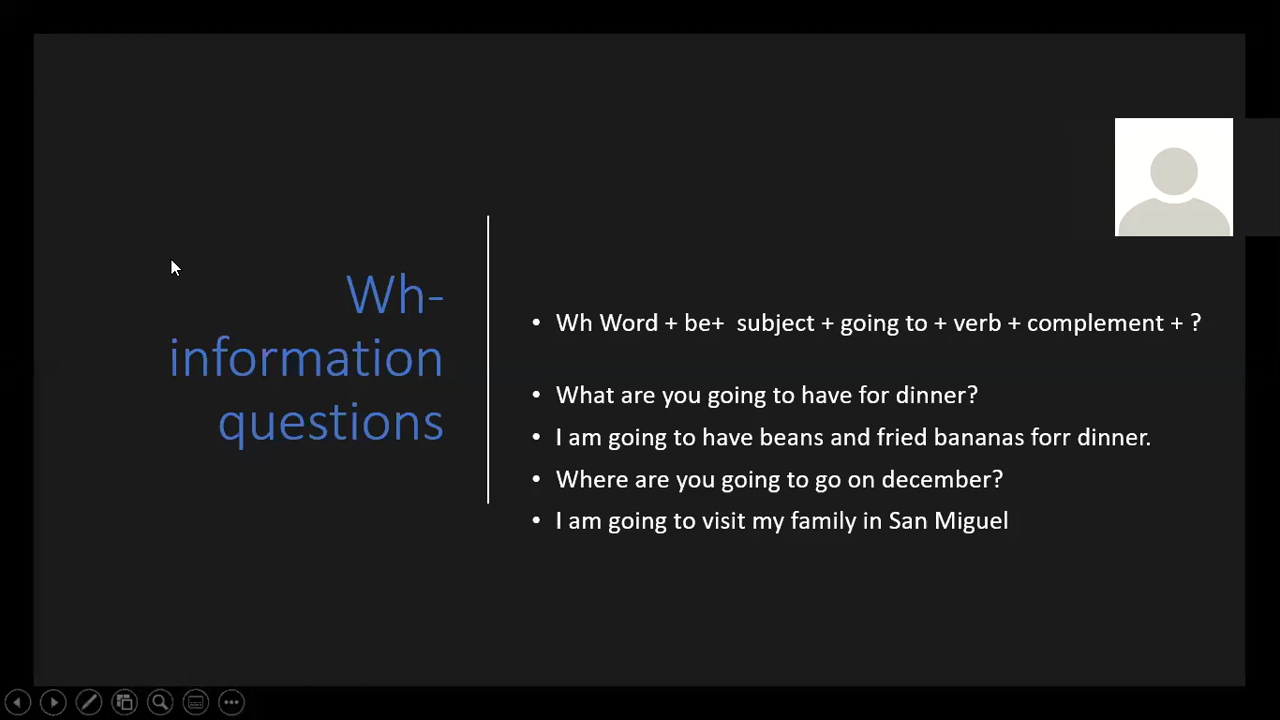 Wh-
information
questions
• Wh Word + be+  subject + going to + verb + complement + ?
• What are you going to have for dinner?
• I am going to have beans and fried bananas forr dinner.
• Where are you going to go on december?
• I am going to visit my family in San Miguel